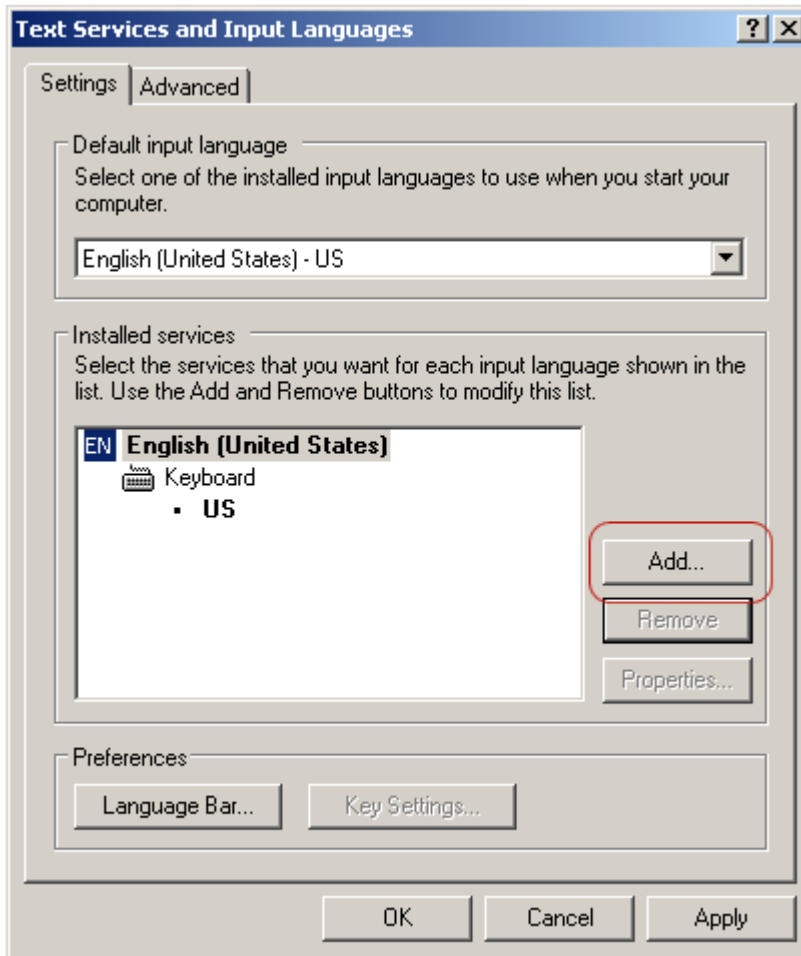 Text Services and Input Languages
Settings
Advanced
Default input language
Select one of the installed input languages to use when you start your
computer.
English (United States) - US
Installed services
Select the services that you want for each input language shown in the
list. Use the Add and Remove buttons to modify this list.
EN English (United States)
Keyboard
US
Add...
Remove
Properties...
Preferences
Language Bar...
Key Settings...
OK
Cancel
Apply